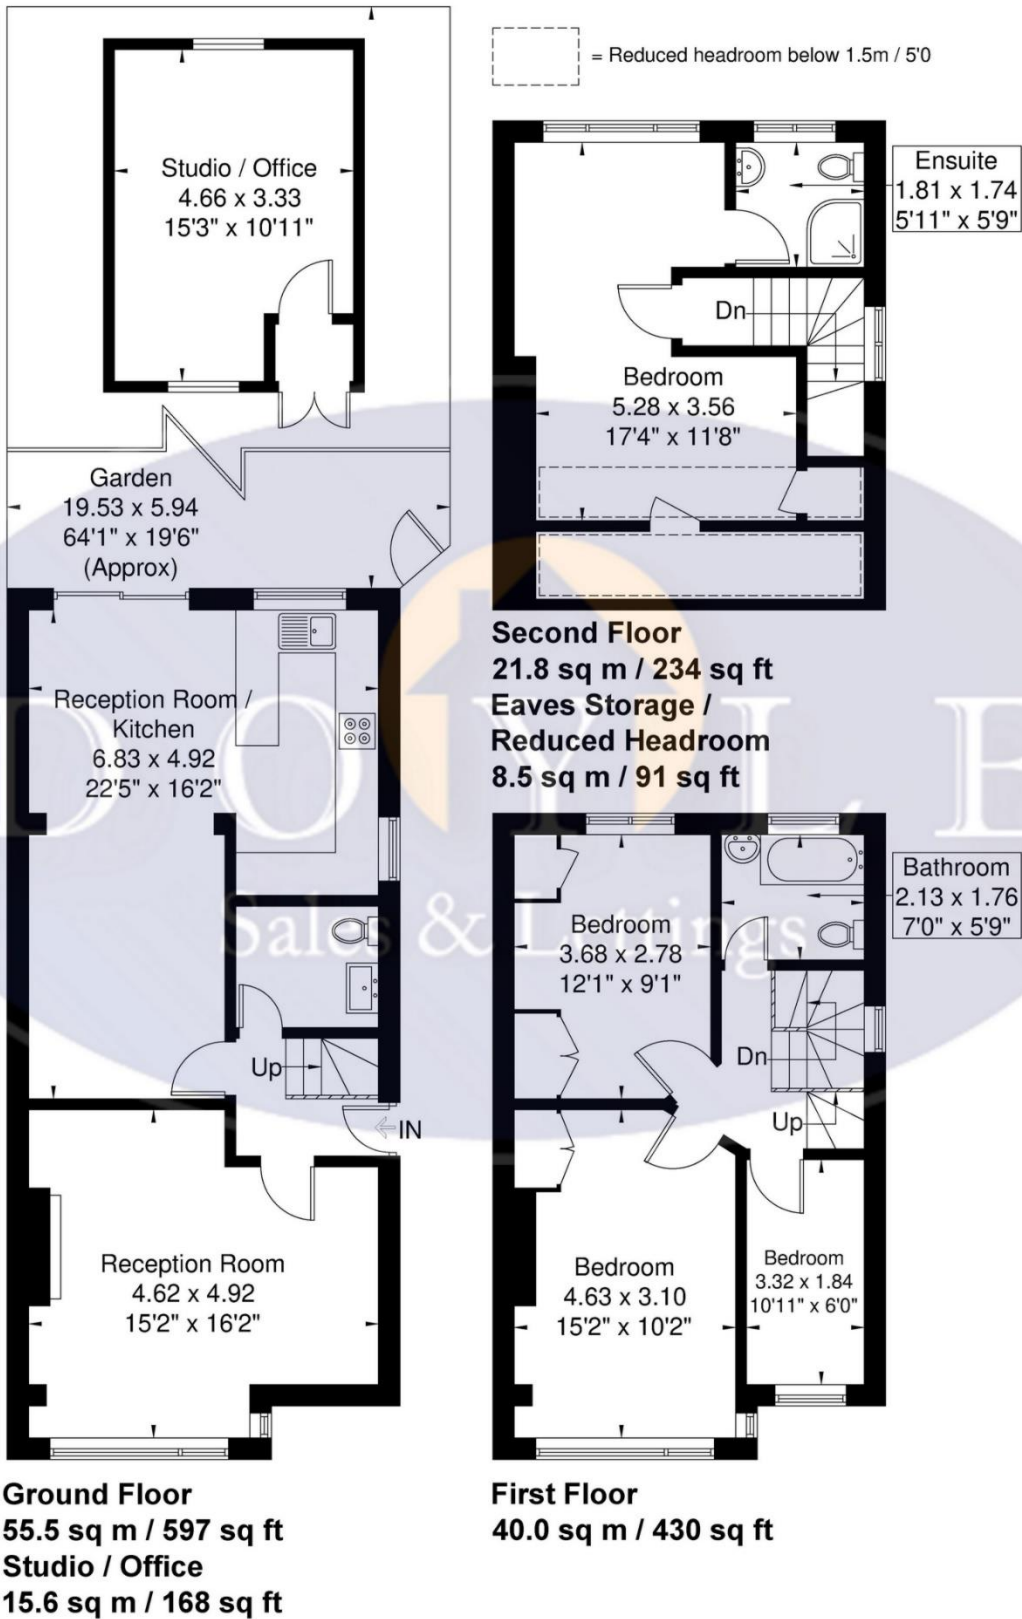 = Reduced headroom below 1.5m / 5'0
Studio / Office
4.66 x 3.33
15'3" x 10'11"
Ensuite
1.81 x 1.74
5'11" x 5'9"
Dn
Bedroom
5.28 x 3.56
17'4" x 11'8"
Garden
19.53 x 5.94
64'1" x 19'6"
(Approx)
Second Floor
21.8 sq m / 234 sq ft
Eaves Storage /
Reduced Headroom
8.5 sq m / 91 sq ft
Reception Room /
Kitchen
6.83 x 4.92
22'5" x 16'2"
DOYLE
Sales & Lettings
Bathroom
2.13 x 1.76
7'0" x 5'9"
Bedroom
3.68 x 2.78
12'1" x 9'1"
Up
Dn
Up
IN
Reception Room
4.62 x 4.92
15'2" x 16'2"
Bedroom
4.63 x 3.10
15'2" x 10'2"
Bedroom
3.32 x 1.84
10'11" x 6'0"
Ground Floor
55.5 sq m / 597 sq ft
Studio / Office
15.6 sq m / 168 sq ft
First Floor
40.0 sq m / 430 sq ft